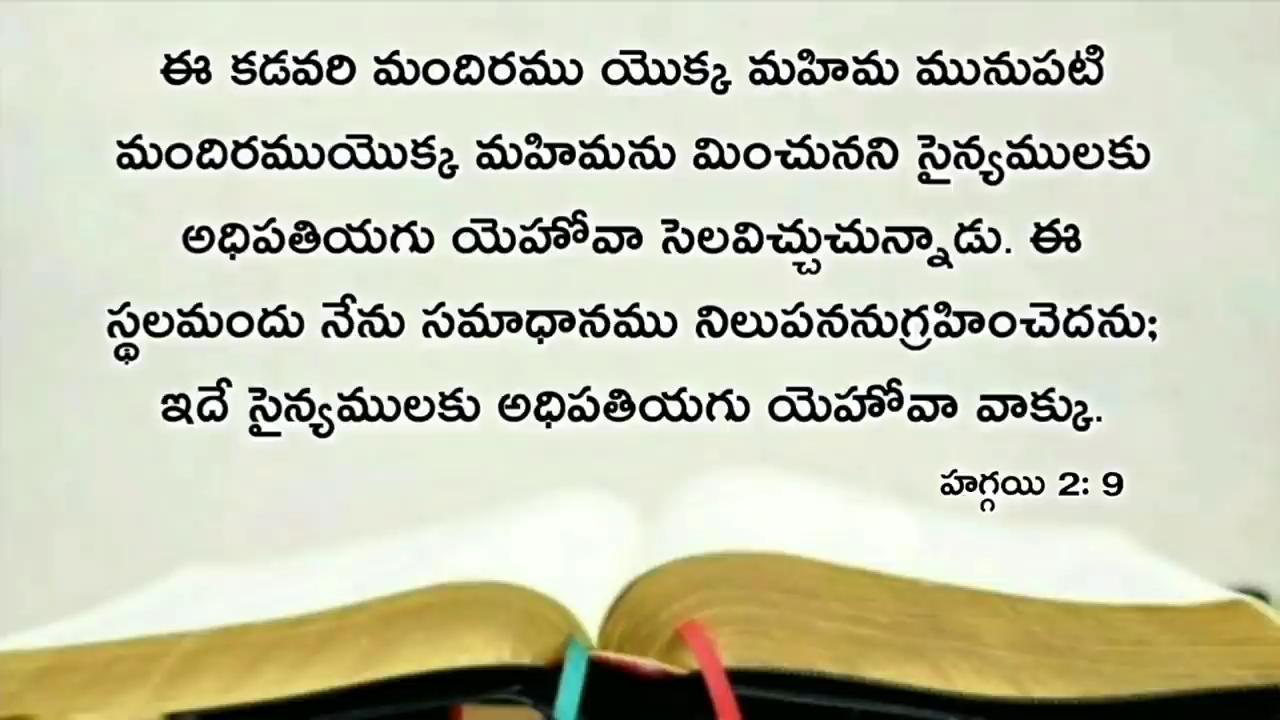 ఈ కడవరి మందిరము యొక్క మహిమ మునుపటి
మందిరముయొక్క మహిమను మించునని సైన్యములకు
అధిపతియగు యెహోవా సెలవిచ్చుచున్నాడు. ఈ
స్థలమందు నేను సమాధానము నిలుపననుగ్రహించెదను;
ఇదే సైన్యములకు అధిపతియగు యెహోవా వాక్కు.
హగ్గయి 2: 9